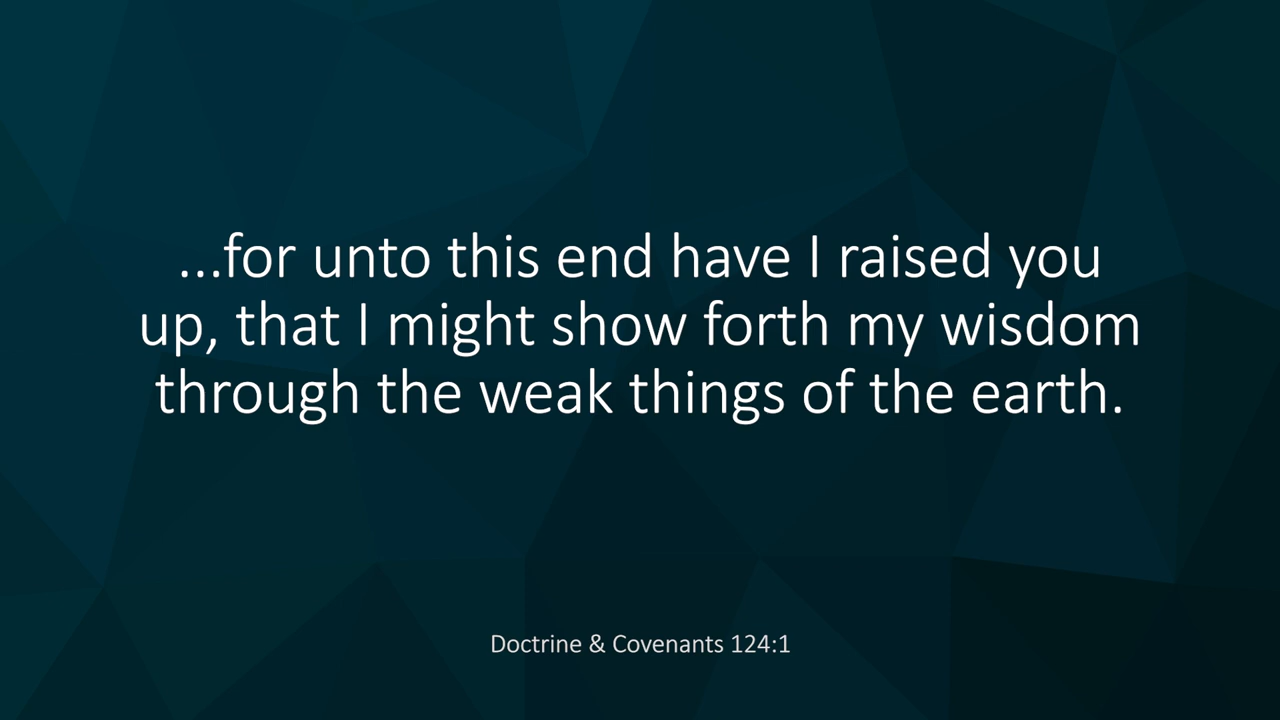 ...for unto this end have I raised you
up, that I might show forth my wisdom
through the weak things of the earth.
Doctrine & Covenants 124:1